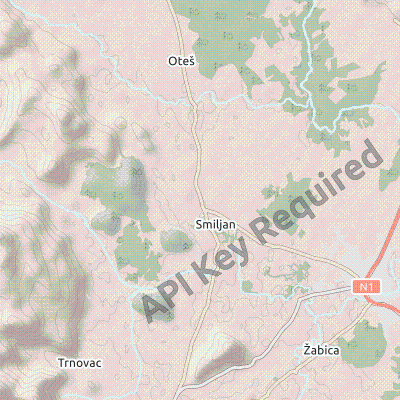 Oteš
Smiljan
API Key Required
N1
Žabica
Trnovac